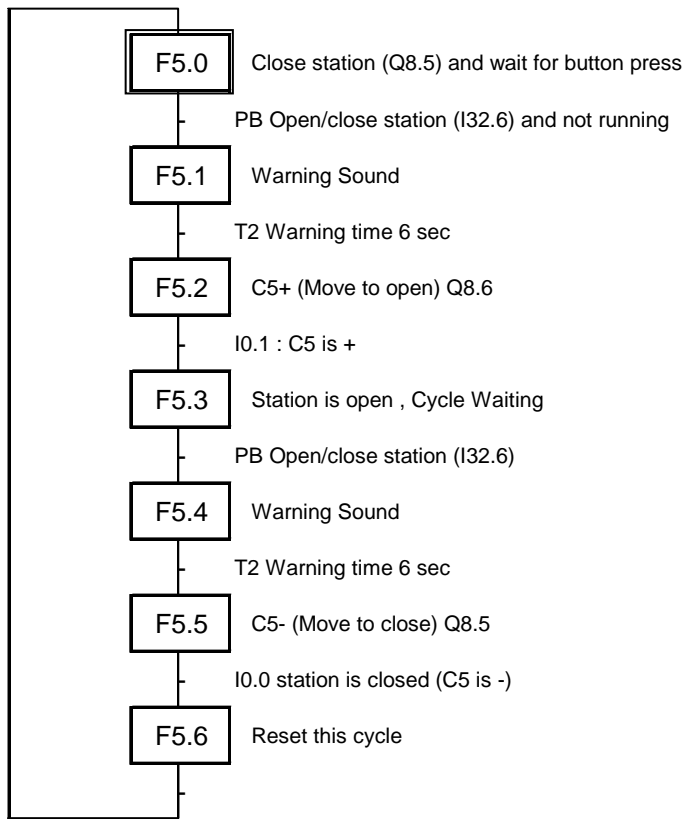 F5.0 Close station (Q8.5) and wait for button press
PB Open/close station (I32.6) and not running
F5.1 Warning Sound
T2 Warning time 6 sec
F5.2 C5+ (Move to open) Q8.6
I0.1 : C5 is +
F5.3 Station is open , Cycle Waiting
PB Open/close station (I32.6)
F5.4 Warning Sound
T2 Warning time 6 sec
F5.5 C5- (Move to close) Q8.5
I0.0 station is closed (C5 is -)
F5.6 Reset this cycle